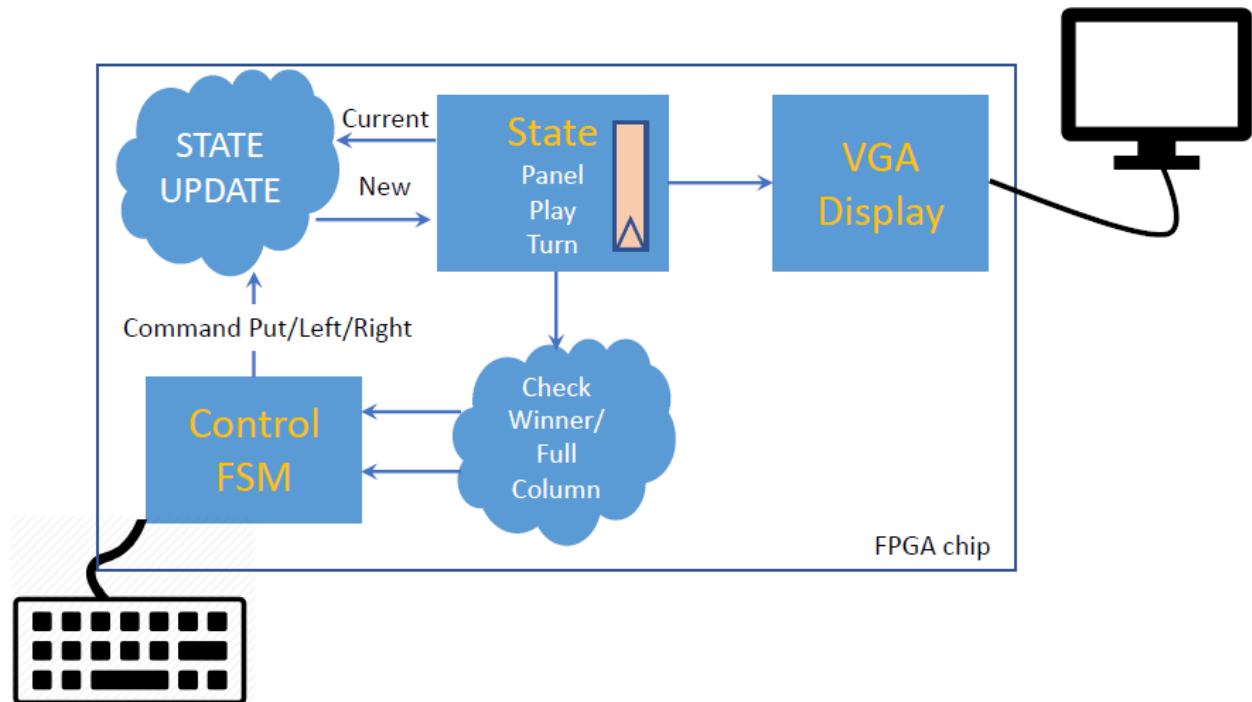 Current
STATE
UPDATE
New
State
Panel
Play
Turn
VGA
Display
Command Put/Left/Right
Control
FSM
Check
Winner/
Full
Column
FPGA chip